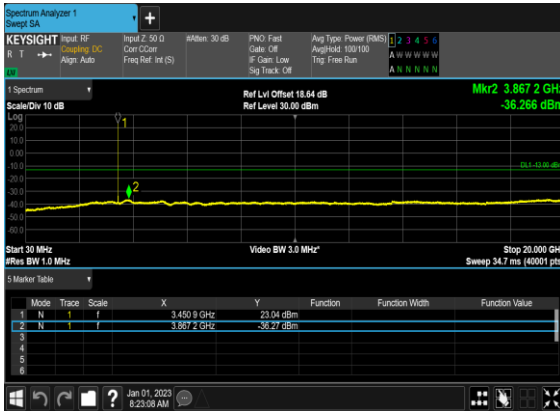 Spectrum Analyzer 1
Swept SA
+
KEYSIGHT Input: RF Input Z: 50 Ω #Atten: 30 dB PNO: Fast Avg Type: Power (RMS) 1 2 3 4 5 6
R T Coupling: DC Corr CCorr Gate: Off Avg|Hold: 100/100 A W W W W W
Align: Auto Freq Ref: Int (S) IF Gain: Low Trig: Free Run
Sig Track: Off A N N N N N
1 Spectrum Ref Lvl Offset 18.64 dB Mkr2 3.867 2 GHz
Scale/Div 10 dB Ref Level 30.00 dBm -36.266 dBm
Log
20.0
10.0
0.00
-10.0
-20.0
-30.0
-40.0
-50.0
-60.0
1
2
DL1 -13.00 dBm
Start 30 MHz Video BW 3.0 MHz* Stop 20.000 GHz
#Res BW 1.0 MHz Sweep 34.7 ms (40001 pts)
5 Marker Table
Mode Trace Scale X Y Function Function Width Function Value
1 N 1 f 3.450 9 GHz 23.04 dBm
2 N 1 f 3.867 2 GHz -36.27 dBm
3
4
5
6
? Jan 01, 2023
8:23:08 AM